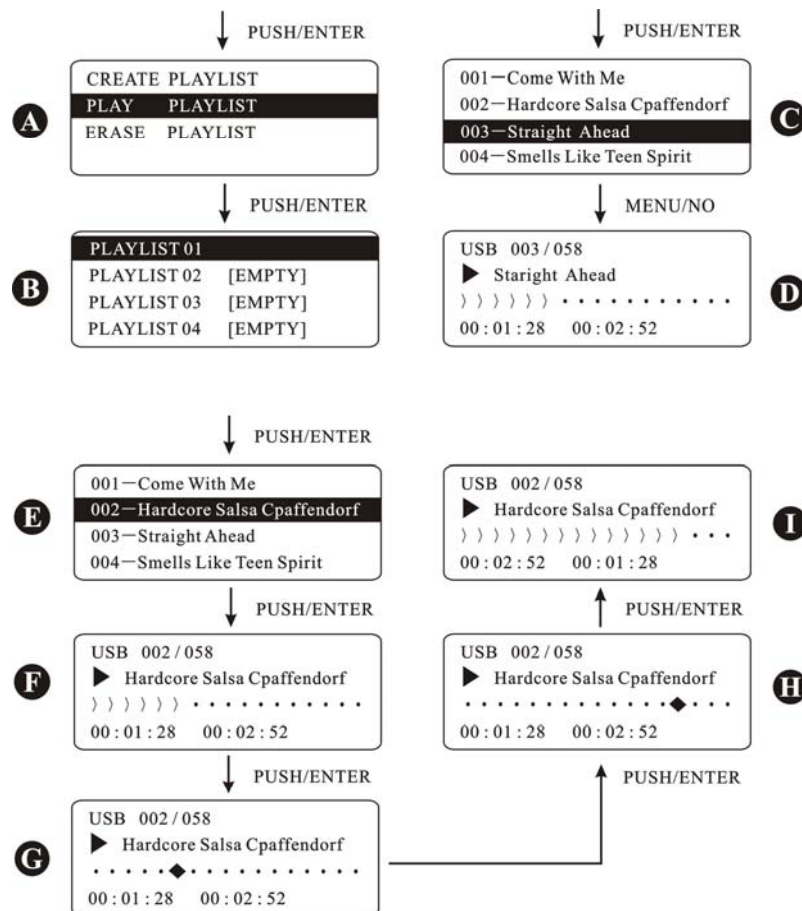 PUSH/ENTER
A
CREATE PLAYLIST
PLAY PLAYLIST
ERASE PLAYLIST
PUSH/ENTER
B
PLAYLIST 01
PLAYLIST 02 [EMPTY]
PLAYLIST 03 [EMPTY]
PLAYLIST 04 [EMPTY]
PUSH/ENTER
001—Come With Me
002—Hardcore Salsa Cpaffendorf
003—Straight Ahead
004—Smells Like Teen Spirit
C
MENU/NO
USB 003/058
▶ Staright Ahead
〉〉〉〉〉〉···········
00:01:28 00:02:52
D
PUSH/ENTER
E
001—Come With Me
002—Hardcore Salsa Cpaffendorf
003—Straight Ahead
004—Smells Like Teen Spirit
PUSH/ENTER
F
USB 002/058
▶ Hardcore Salsa Cpaffendorf
〉〉〉〉〉〉···········
00:01:28 00:02:52
PUSH/ENTER
G
USB 002/058
▶ Hardcore Salsa Cpaffendorf
·····◆···········
00:01:28 00:02:52
PUSH/ENTER
USB 002/058
▶ Hardcore Salsa Cpaffendorf
·············◆···
00:01:28 00:02:52
H
PUSH/ENTER
USB 002/058
▶ Hardcore Salsa Cpaffendorf
〉〉〉〉〉〉〉〉〉〉〉〉〉〉···
00:02:52 00:01:28
I